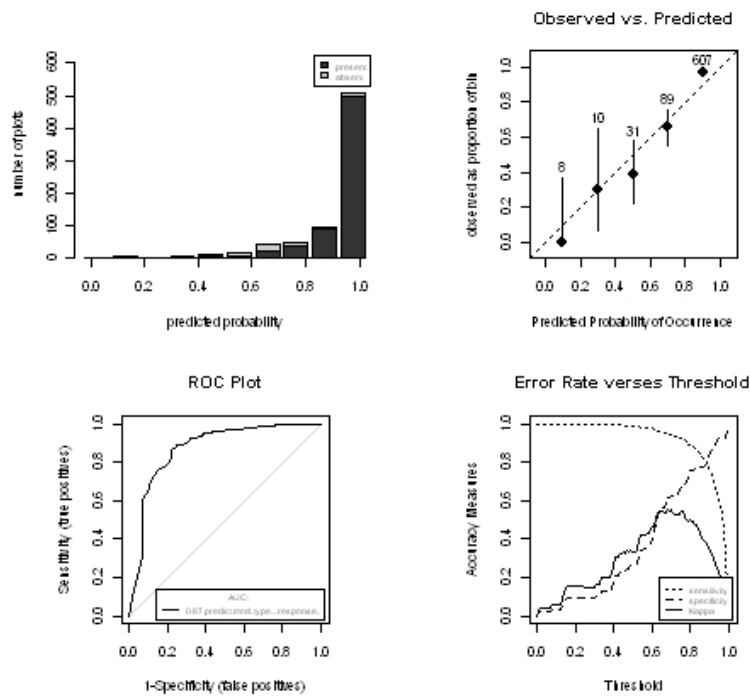 number of plots
0 100 200 300 400 500 600
present
absent
0.0 0.2 0.4 0.6 0.8 1.0
predicted probability
Observed vs. Predicted
observed as proportion of bin
0.0 0.2 0.4 0.6 0.8 1.0
8
10
31
89
607
0.0 0.2 0.4 0.6 0.8 1.0
Predicted Probability of Occurrence
ROC Plot
Sensitivity (true positives)
0.0 0.2 0.4 0.6 0.8 1.0
AUC:
0.87 predic.mod.type...response.
0.0 0.2 0.4 0.6 0.8 1.0
1-Specificity (false positives)
Error Rate verses Threshold
Accuracy Measures
0.0 0.2 0.4 0.6 0.8 1.0
sensitivity
specificity
Kappa
0.0 0.2 0.4 0.6 0.8 1.0
Threshold